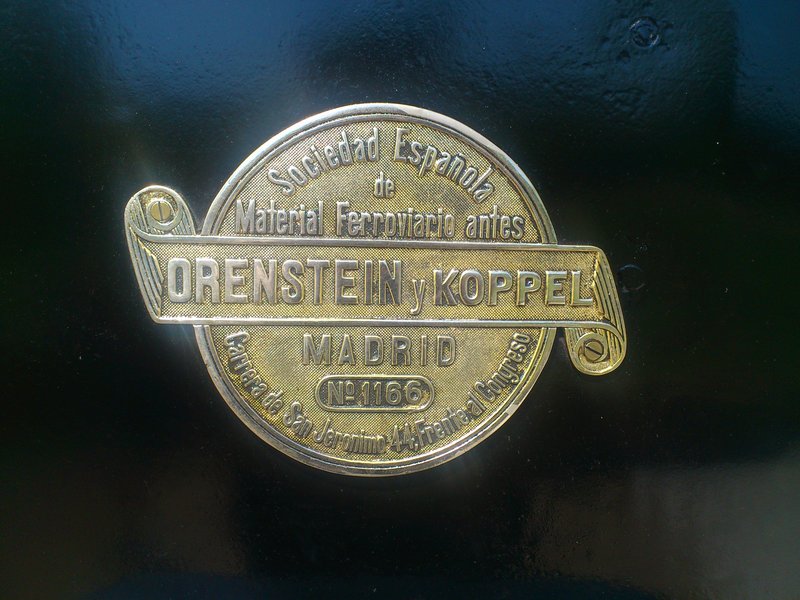 Sociedad Española
de
Material Ferroviario antes
ORENSTEIN y KOPPEL
MADRID
Nº 1166
Carrera de San Jeronimo 44, Frente al Congreso